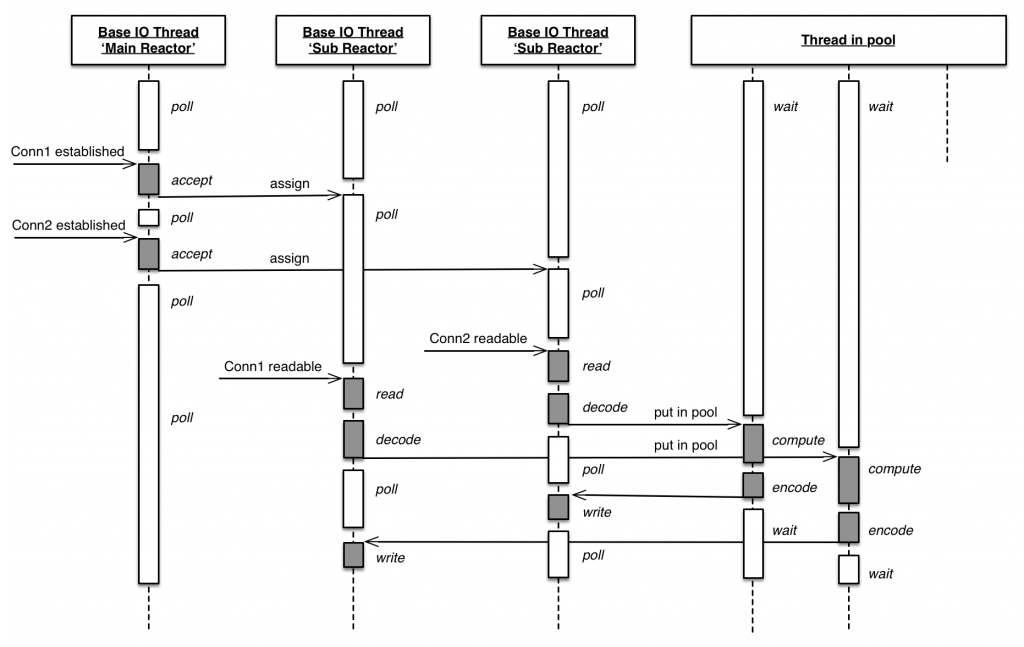 Base IO Thread
'Main Reactor'
Base IO Thread
'Sub Reactor'
Base IO Thread
'Sub Reactor'
Thread in pool
poll
poll
poll
wait
wait
Conn1 established
accept
assign
poll
poll
Conn2 established
accept
assign
poll
poll
Conn2 readable
Conn1 readable
read
read
decode
put in pool
poll
decode
put in pool
compute
poll
compute
poll
encode
write
wait
encode
write
poll
wait